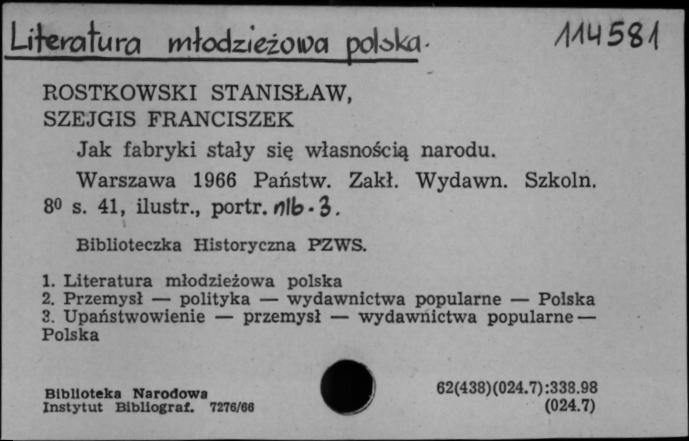 Literatura młodzieżowa polska.
114581
ROSTKOWSKI STANISŁAW,
SZEJGIS FRANCISZEK
Jak fabryki stały się własnością narodu.
Warszawa 1966 Państw. Zakł. Wydawn. Szkoln.
8⁰ s. 41, ilustr., portr. nlb. 3.
Biblioteczka Historyczna PZWS.
1. Literatura młodzieżowa polska
2. Przemysł — polityka — wydawnictwa popularne — Polska
3. Upaństwowienie — przemysł — wydawnictwa popularne —
Polska
Biblioteka Narodowa
Instytut Bibliograf. 7276/66
62(438)(024.7):338.98
(024.7)